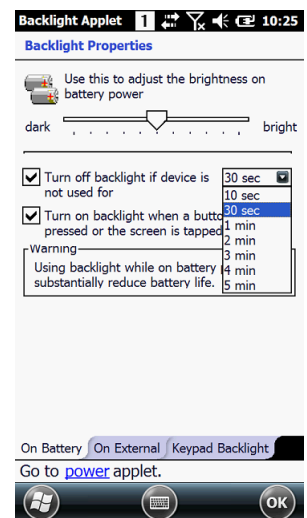 Backlight Applet 1 10:25
Backlight Properties
Use this to adjust the brightness on
battery power
dark bright
Turn off backlight if device is
not used for
30 sec
10 sec
30 sec
1 min
2 min
3 min
4 min
5 min
Turn on backlight when a butto
pressed or the screen is tapped
Warning
Using backlight while on battery
substantially reduce battery life.
On Battery On External Keypad Backlight
Go to power applet.
OK